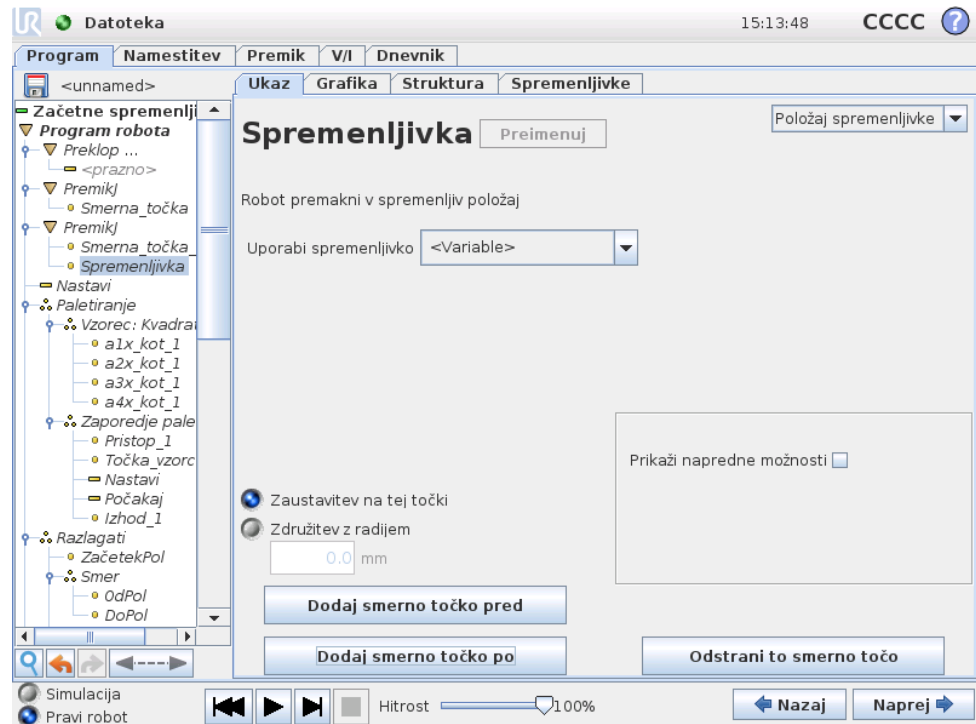 UR Datoteka 15:13:48 CCCC ?
Program Namestitev Premik V/I Dnevnik
<unnamed>
Ukaz Grafika Struktura Spremenljivke
Začetne spremenlji
Program robota
Preklop ...
<prazno>
PremikJ
Smerna_točka
PremikJ
Smerna_točka_
Spremenljivka
Nastavi
Paletiranje
Vzorec: Kvadrat
a1x_kot_1
a2x_kot_1
a3x_kot_1
a4x_kot_1
Zaporedje pale
Pristop_1
Točka_vzorc
Nastavi
Počakaj
Izhod_1
Razlagati
ZačetekPol
Smer
OdPol
DoPol
Spremenljivka Preimenuj
Položaj spremenljivke
Robot premakni v spremenljiv položaj
Uporabi spremenljivko <Variable>
Prikaži napredne možnosti
Zaustavitev na tej točki
Združitev z radijem
0.0 mm
Dodaj smerno točko pred
Dodaj smerno točko po
Odstrani to smerno točo
Simulacija
Pravi robot
Hitrost 100%
Nazaj Naprej